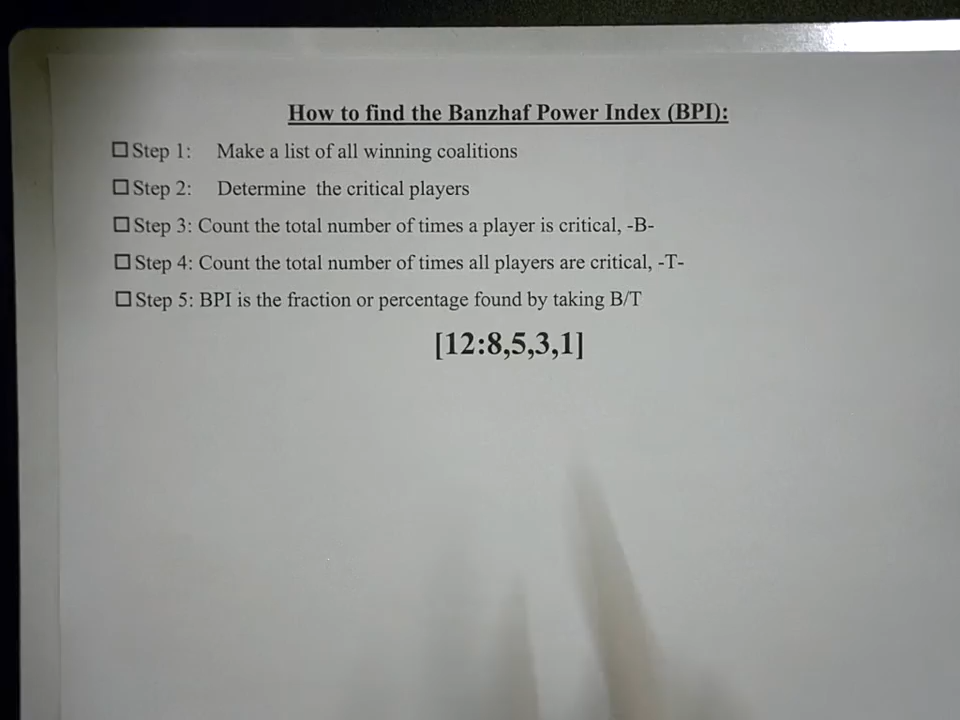 How to find the Banzhaf Power Index (BPI):
Step 1: Make a list of all winning coalitions
Step 2: Determine the critical players
Step 3: Count the total number of times a player is critical, -B-
Step 4: Count the total number of times all players are critical, -T-
Step 5: BPI is the fraction or percentage found by taking B/T
[12:8,5,3,1]